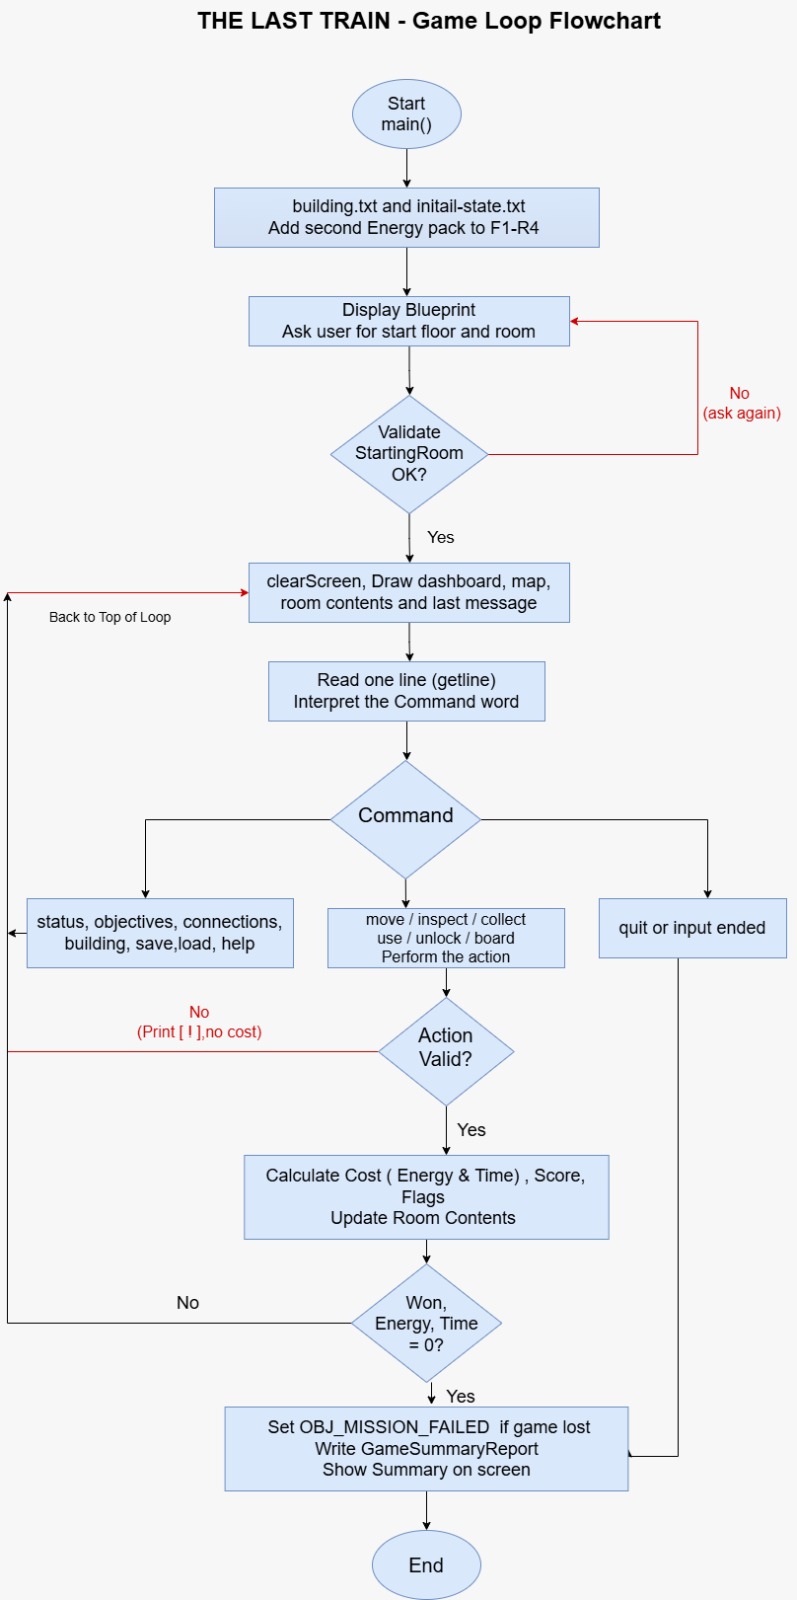 THE LAST TRAIN - Game Loop Flowchart
Start
main()
building.txt and initail-state.txt
Add second Energy pack to F1-R4
Display Blueprint
Ask user for start floor and room
No
(ask again)
Validate
StartingRoom
OK?
Yes
clearScreen, Draw dashboard, map,
room contents and last message
Back to Top of Loop
Read one line (getline)
Interpret the Command word
Command
status, objectives, connections,
building, save,load, help
move / inspect / collect
use / unlock / board
Perform the action
quit or input ended
No
(Print [ ! ],no cost)
Action
Valid?
Yes
Calculate Cost ( Energy & Time) , Score,
Flags
Update Room Contents
No
Won,
Energy, Time
= 0?
Yes
Set OBJ_MISSION_FAILED  if game lost
Write GameSummaryReport
Show Summary on screen
End